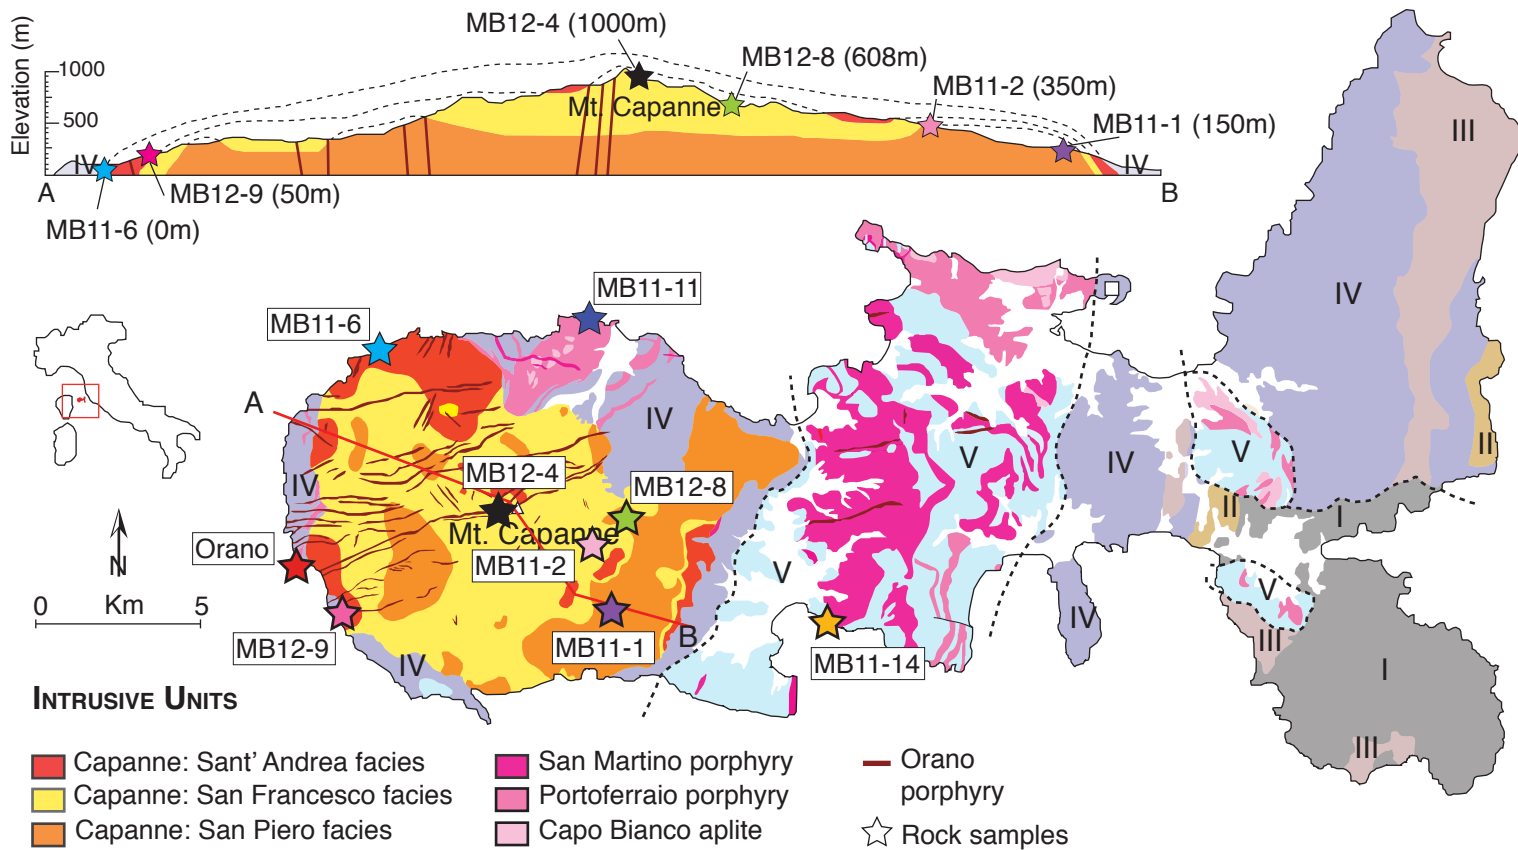 MB12-4 (1000m)
MB12-8 (608m)
MB11-2 (350m)
MB11-1 (150m)
Elevation (m)
1000
500
Mt. Capanne
IV
IV
A
B
MB12-9 (50m)
MB11-6 (0m)
III
IV
II
MB11-11
MB11-6
A
IV
MB12-4
MB12-8
IV
Mt. Capanne
MB11-2
Orano
N
0 Km 5
MB12-9
MB11-1
B
IV
V
V
IV
V
II
I
IV
V
III
I
III
MB11-14
INTRUSIVE UNITS
Capanne: Sant' Andrea facies
Capanne: San Francesco facies
Capanne: San Piero facies
San Martino porphyry
Portoferraio porphyry
Capo Bianco aplite
Orano
porphyry
Rock samples